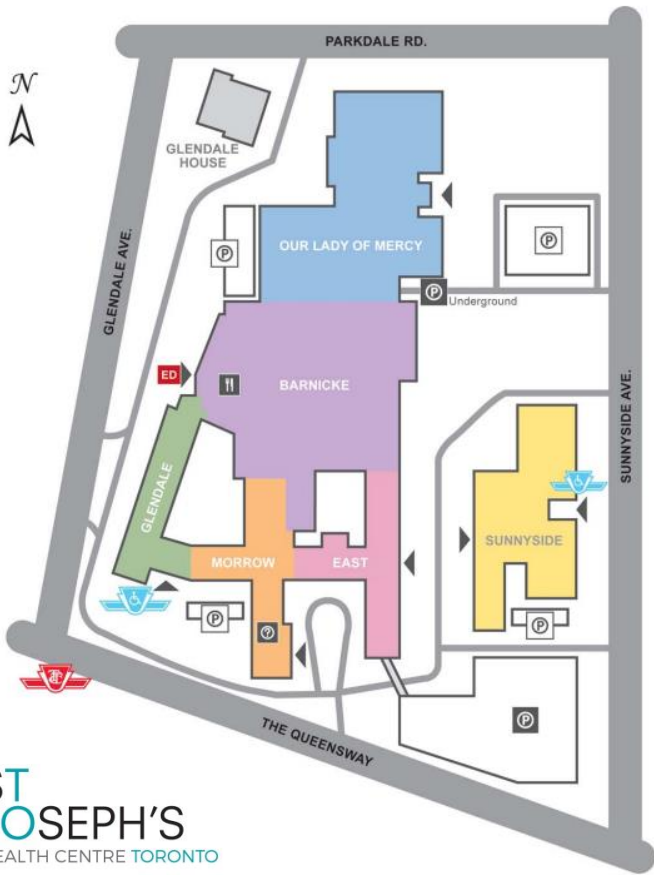 PARKDALE RD.
N
GLENDALE
HOUSE
GLENDALE AVE.
P
OUR LADY OF MERCY
P
P
Underground
ED
BARNICKE
SUNNYSIDE AVE.
GLENDALE
SUNNYSIDE
MORROW
EAST
P
?
P
P
THE QUEENSWAY
ST
OSEPH'S
EALTH CENTRE TORONTO